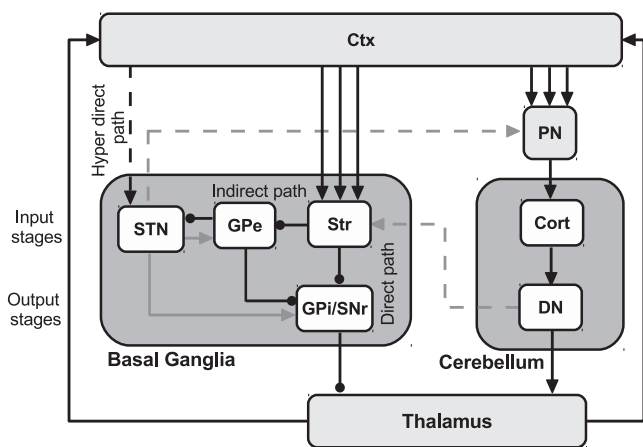 Ctx
Hyper direct
path
PN
Indirect path
STN
GPe
Str
Cort
Input
stages
Direct path
Output
stages
GPi/SNr
DN
Basal Ganglia
Cerebellum
Thalamus